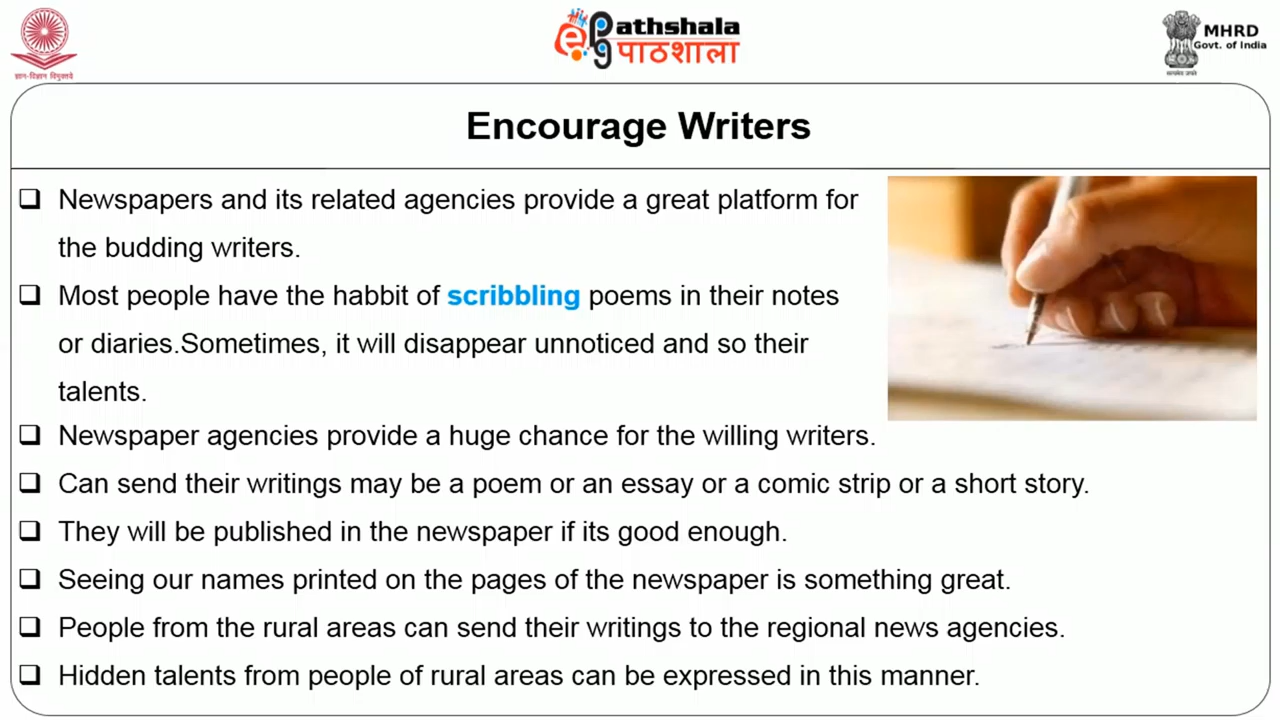 ज्ञान-विज्ञान विमुक्तये
ePathshala
पाठशाला
MHRD
Govt. of India
सत्यमेव जयते
Encourage Writers
❑ Newspapers and its related agencies provide a great platform for
the budding writers.
❑ Most people have the habbit of scribbling poems in their notes
or diaries.Sometimes, it will disappear unnoticed and so their
talents.
❑ Newspaper agencies provide a huge chance for the willing writers.
❑ Can send their writings may be a poem or an essay or a comic strip or a short story.
❑ They will be published in the newspaper if its good enough.
❑ Seeing our names printed on the pages of the newspaper is something great.
❑ People from the rural areas can send their writings to the regional news agencies.
❑ Hidden talents from people of rural areas can be expressed in this manner.